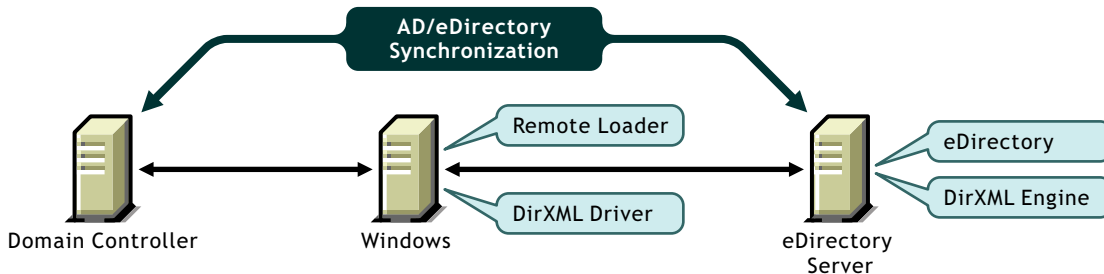 AD/eDirectory
Synchronization
Remote Loader
eDirectory
DirXML Driver
DirXML Engine
Domain Controller
Windows
eDirectory
Server